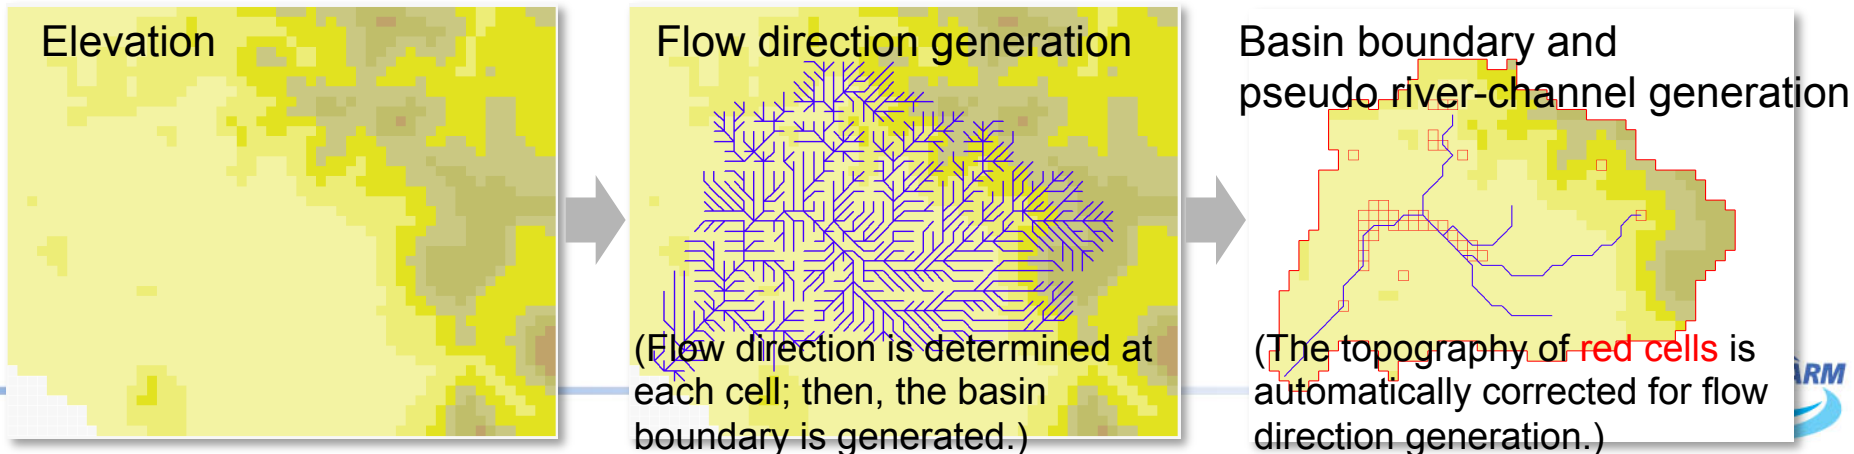 Elevation
Flow direction generation
(Flow direction is determined at
each cell; then, the basin
boundary is generated.)
Basin boundary and
pseudo river-channel generation
(The topography of red cells is
automatically corrected for flow
direction generation.)